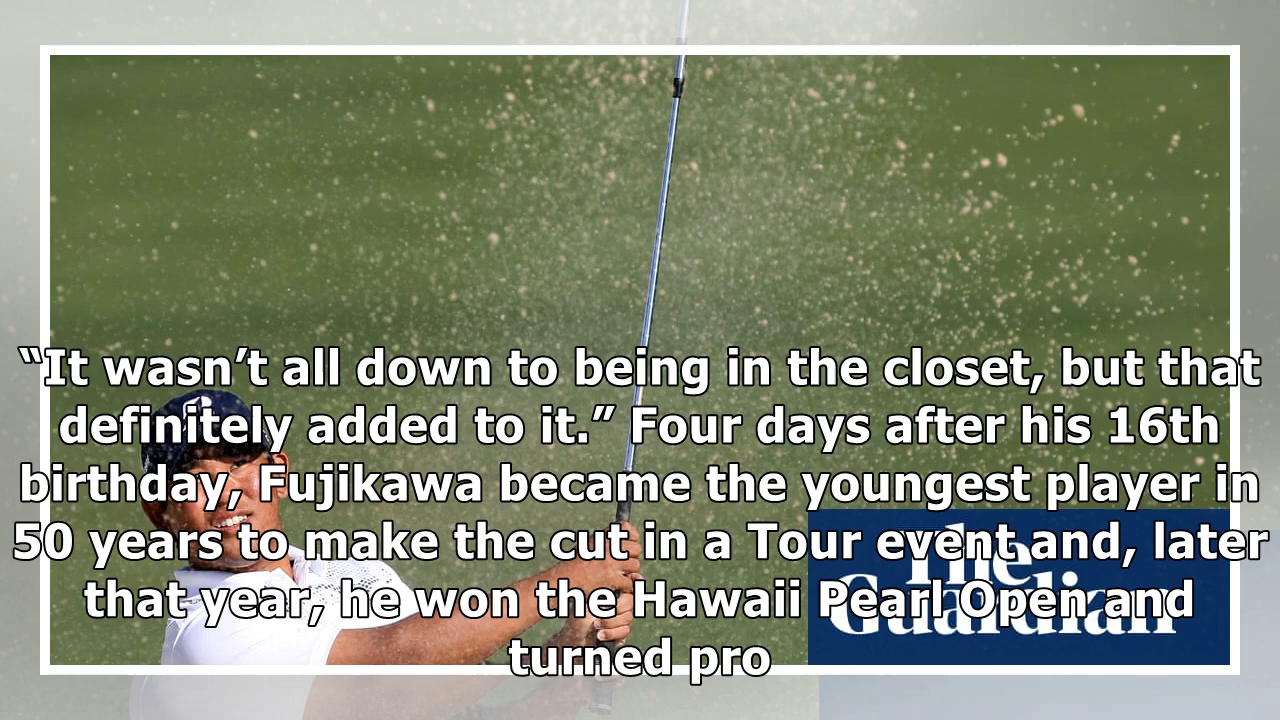 “It wasn’t all down to being in the closet, but that
definitely added to it.” Four days after his 16th
birthday, Fujikawa became the youngest player in
50 years to make the cut in a Tour event and, later
that year, he won the Hawaii Pearl Open and
turned pro
The
Guardian